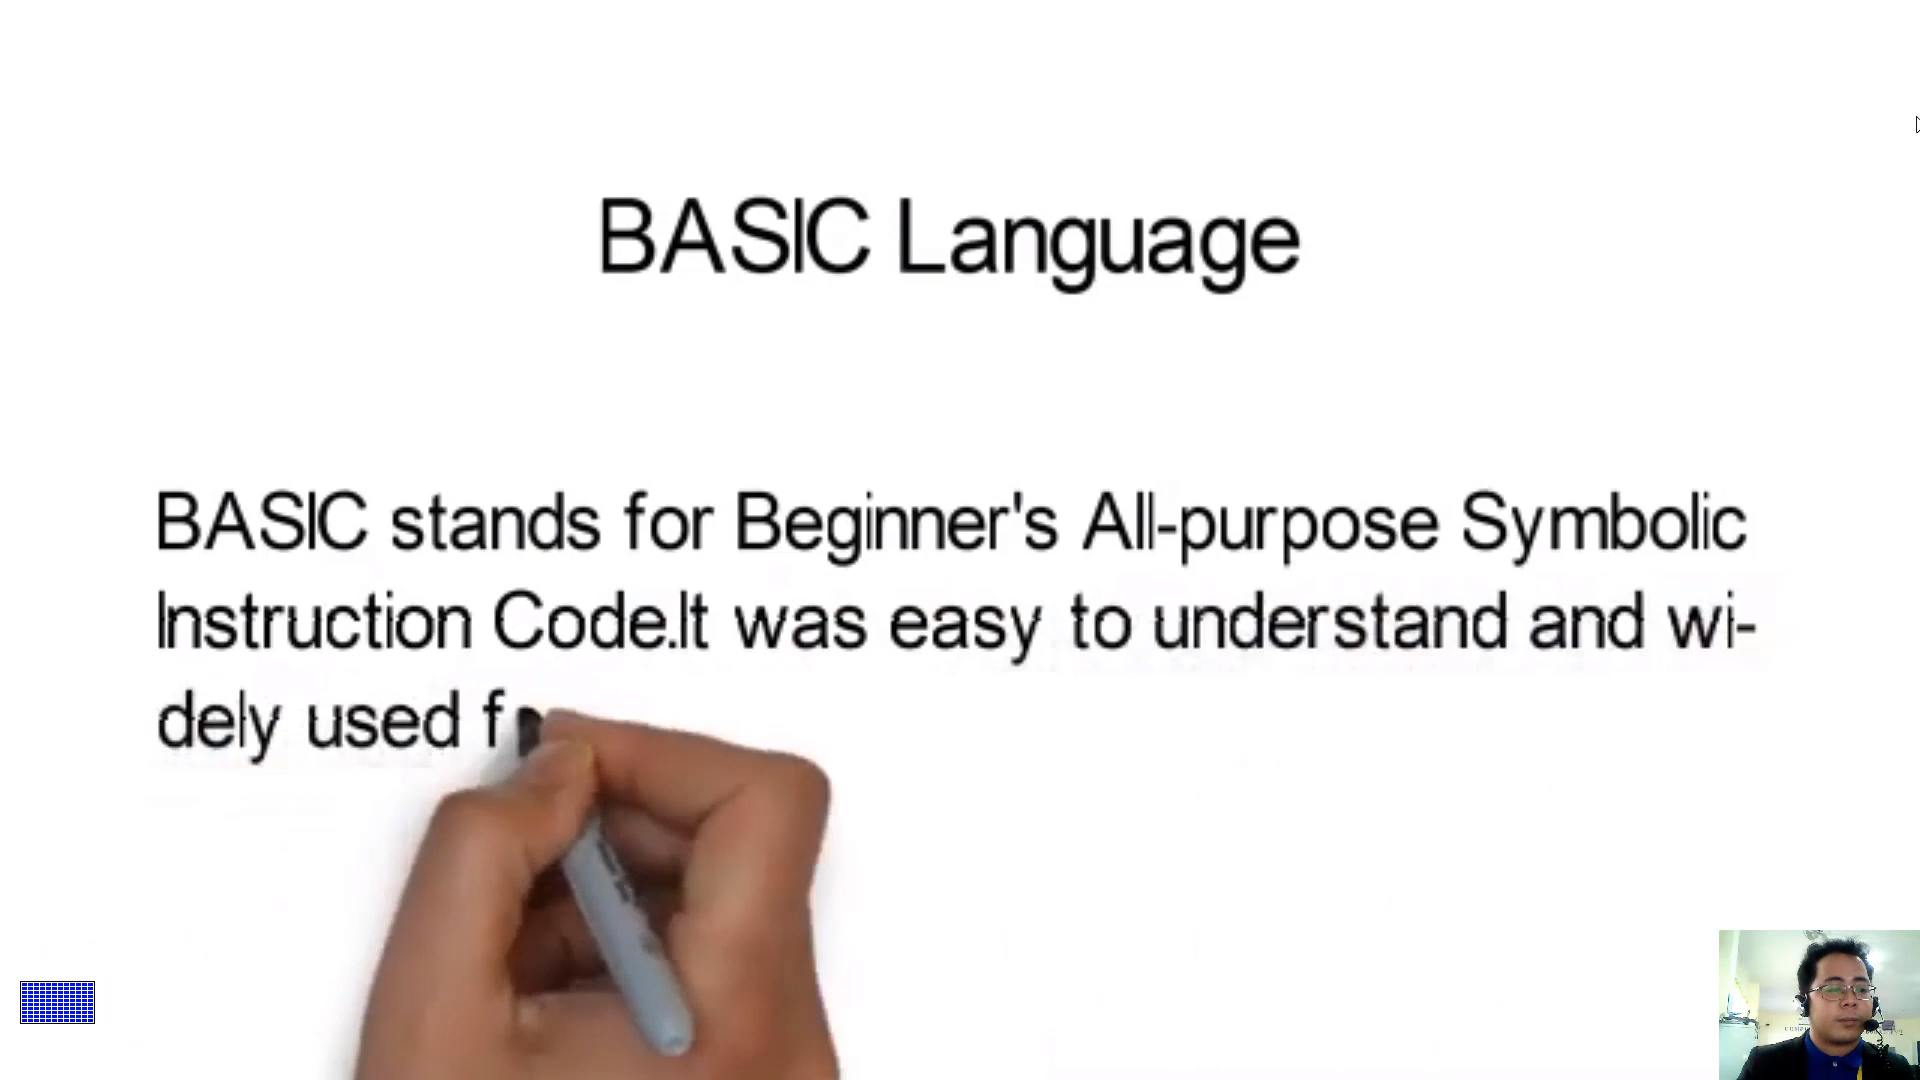 BASIC Language
BASIC stands for Beginner's All-purpose Symbolic
Instruction Code.It was easy to understand and wi-
dely used f